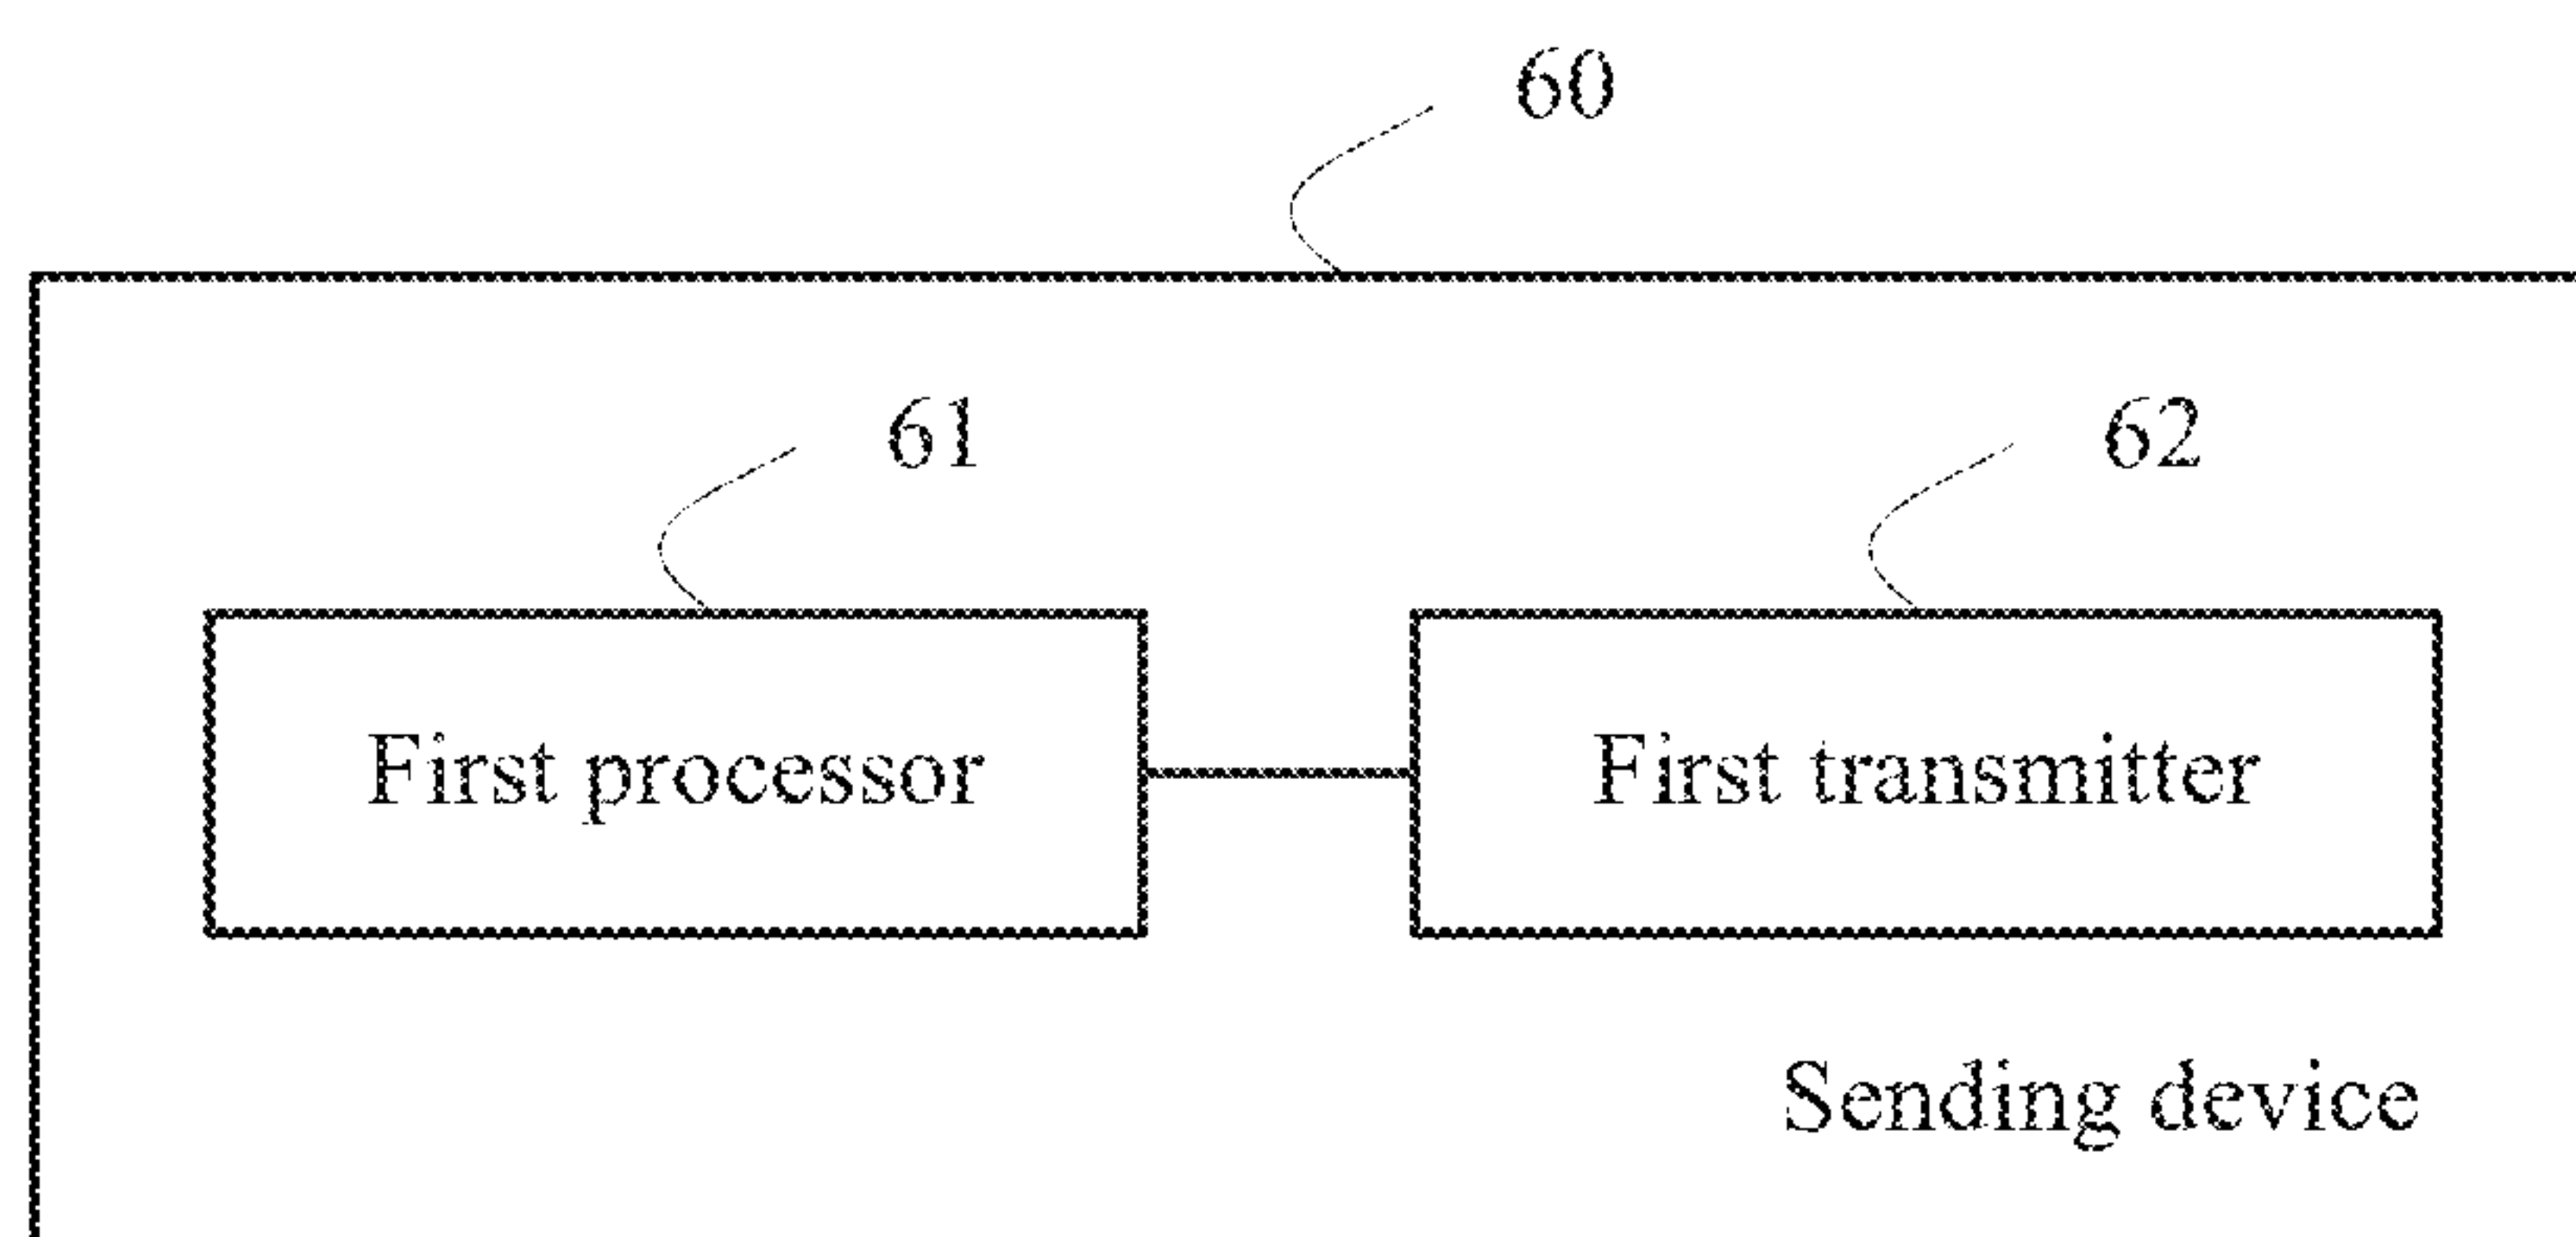 60
61
62
First processor
First transmitter
Sending device